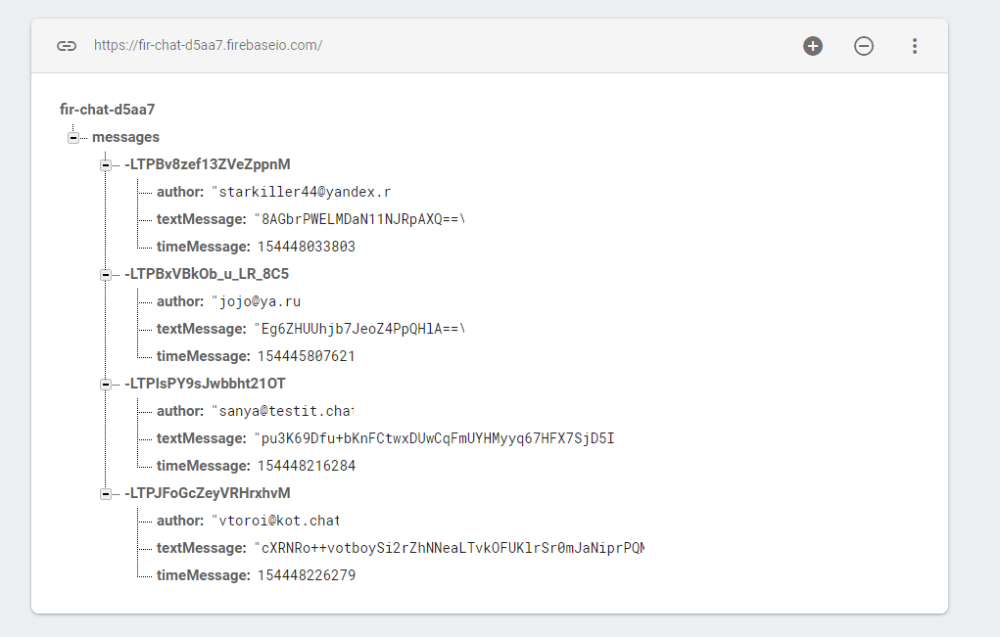 https://fir-chat-d5aa7.firebaseio.com/
fir-chat-d5aa7
messages
-LTPBv8zef13ZVeZppnM
author: "starkiller44@yandex.r
textMessage: "8AGbrPWELMDaN11NJRpAXQ==\
timeMessage: 154448033803
-LTPBxVBkOb_u_LR_8C5
author: "jojo@ya.ru
textMessage: "Eg6ZHUUhjb7JeoZ4PpQHlA==\
timeMessage: 154445807621
-LTPIsPY9sJwbbht21OT
author: "sanya@testit.chat
textMessage: "pu3K69Dfu+bKnFCtwxDUwCqFmUYHMyyq67HFX7SjD5I
timeMessage: 154448216284
-LTPJFoGcZeyVRHrxhvM
author: "vtoroi@kot.chat
textMessage: "cXRNRo++votboySi2rZhNNeaLTvkOFUKlrSr0mJaNiprPQM
timeMessage: 154448226279